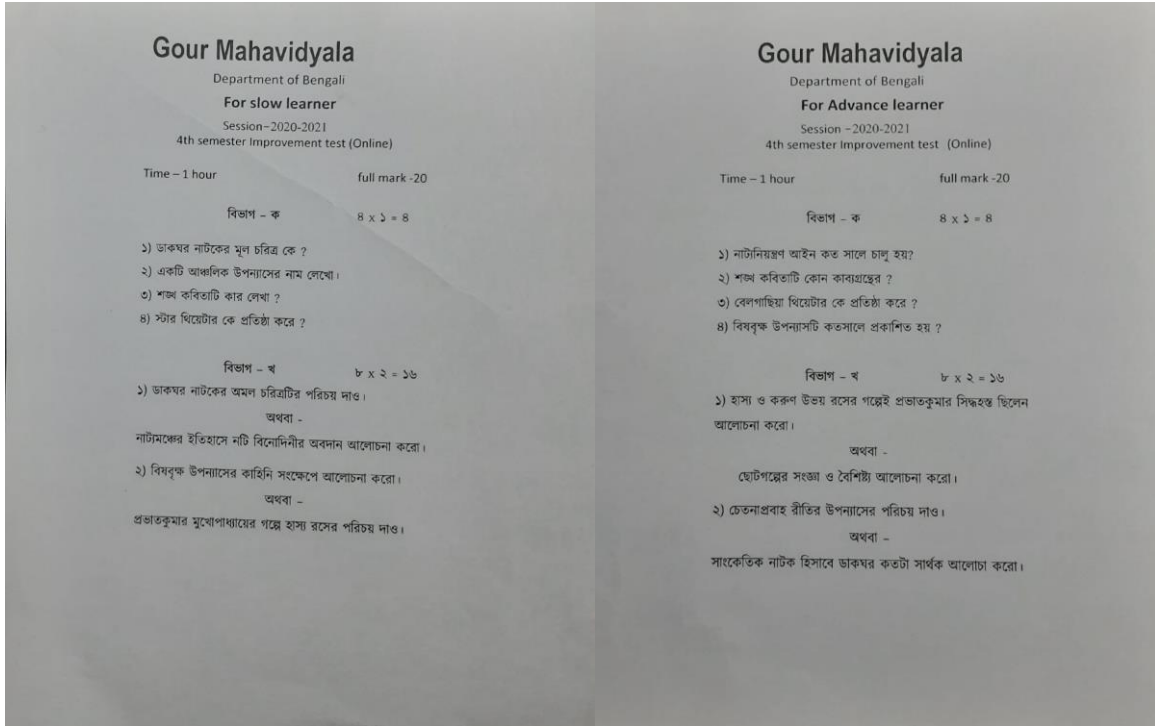 Gour Mahavidyala
Department of Bengali
For slow learner
Session–2020-2021
4th semester Improvement test (Online)
Time – 1 hour full mark -20
বিভাগ – ক ৪ x ১ = ৪
১) ডাকঘর নাটকের মূল চরিত্র কে ?
২) একটি আঞ্চলিক উপন্যাসের নাম লেখো।
৩) শঙ্খ কবিতাটি কার লেখা ?
৪) স্টার থিয়েটার কে প্রতিষ্ঠা করে ?
বিভাগ – খ ৮ x ২ = ১৬
১) ডাকঘর নাটকের অমল চরিত্রটির পরিচয় দাও।
অথবা -
নাট্যমঞ্চের ইতিহাসে নটি বিনোদিনীর অবদান আলোচনা করো।
২) বিষবৃক্ষ উপন্যাসের কাহিনি সংক্ষেপে আলোচনা করো।
অথবা –
প্রভাতকুমার মুখোপাধ্যায়ের গল্পে হাস্য রসের পরিচয় দাও।
Gour Mahavidyala
Department of Bengali
For Advance learner
Session –2020-2021
4th semester Improvement test (Online)
Time – 1 hour full mark -20
বিভাগ – ক ৪ x ১ = ৪
১) নাট্যনিয়ন্ত্রণ আইন কত সালে চালু হয়?
২) শঙ্খ কবিতাটি কোন কাব্যগ্রন্থের ?
৩) বেলগাছিয়া থিয়েটার কে প্রতিষ্ঠা করে ?
৪) বিষবৃক্ষ উপন্যাসটি কতসালে প্রকাশিত হয় ?
বিভাগ – খ ৮ x ২ = ১৬
১) হাস্য ও করুণ উভয় রসের গল্পেই প্রভাতকুমার সিদ্ধহস্ত ছিলেন
আলোচনা করো।
অথবা -
ছোটগল্পের সংজ্ঞা ও বৈশিষ্ট্য আলোচনা করো।
২) চেতনাপ্রবাহ রীতির উপন্যাসের পরিচয় দাও।
অথবা –
সাংকেতিক নাটক হিসাবে ডাকঘর কতটা সার্থক আলোচা করো।